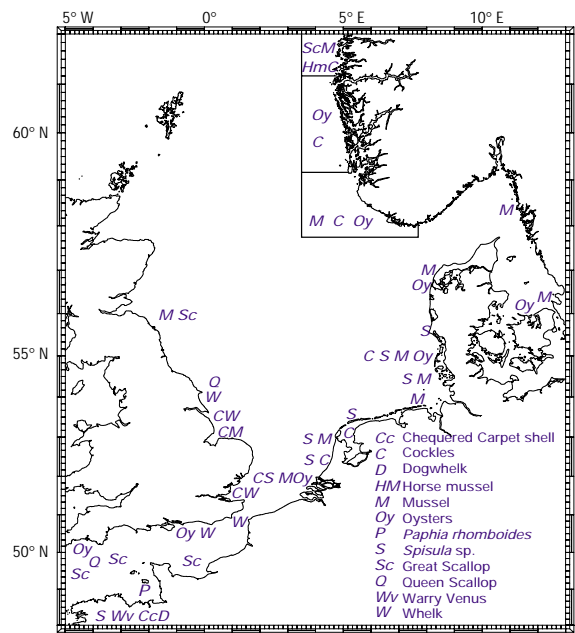 5° W 0° 5° E 10° E
ScM
HmC
60° N
Oy
C
M
M C Oy
M
Oy
M
Oy
M Sc
S
55° N
C S M Oy
Q
S M
W
M
CW
S
CM
C
S M
Cc Chequered Carpet shell
C Cockles
S C
D Dogwhelk
CS MOy
HM Horse mussel
CW
M Mussel
W
Oy Oysters
Oy W
P Paphia rhomboides
50° N
Oy
S Spisula sp.
Q
Sc
Sc
Sc Great Scallop
Sc
Q Queen Scallop
P
Wv Warry Venus
S Wv CcD
W Whelk